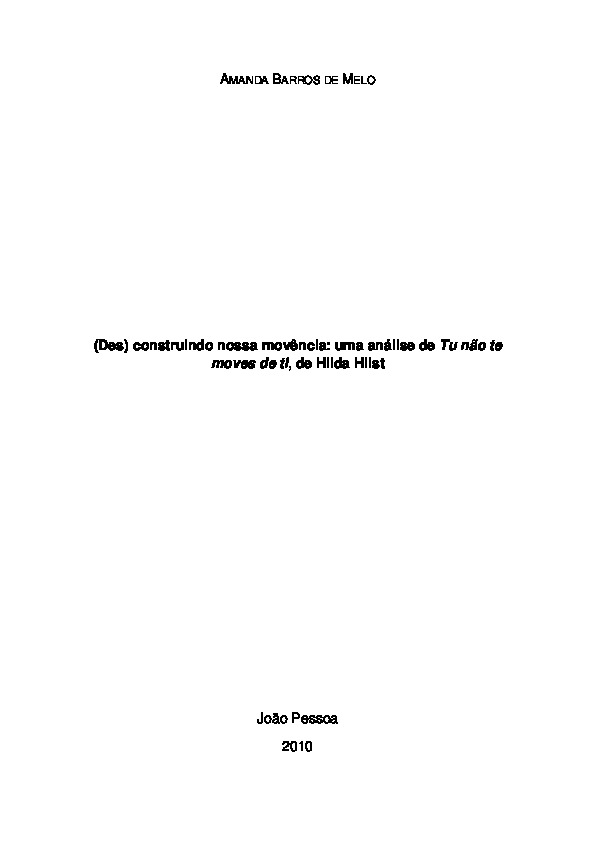 AMANDA BARROS DE MELO
(Des) construindo nossa movência: uma análise de Tu não te
moves de ti, de Hilda Hilst
João Pessoa
2010